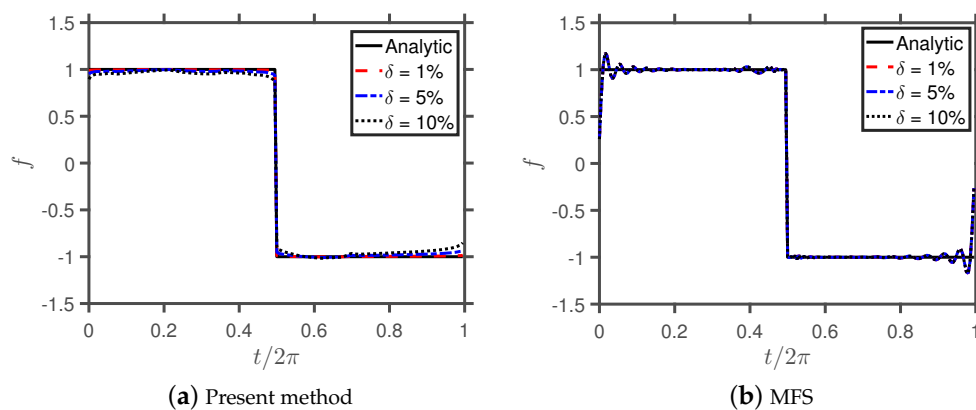 1.5
1
0.5
0
-0.5
-1
-1.5
f
0 0.2 0.4 0.6 0.8 1
t/2π
Analytic
δ = 1%
δ = 5%
δ = 10%
(a) Present method
1.5
1
0.5
0
-0.5
-1
-1.5
f
0 0.2 0.4 0.6 0.8 1
t/2π
Analytic
δ = 1%
δ = 5%
δ = 10%
(b) MFS